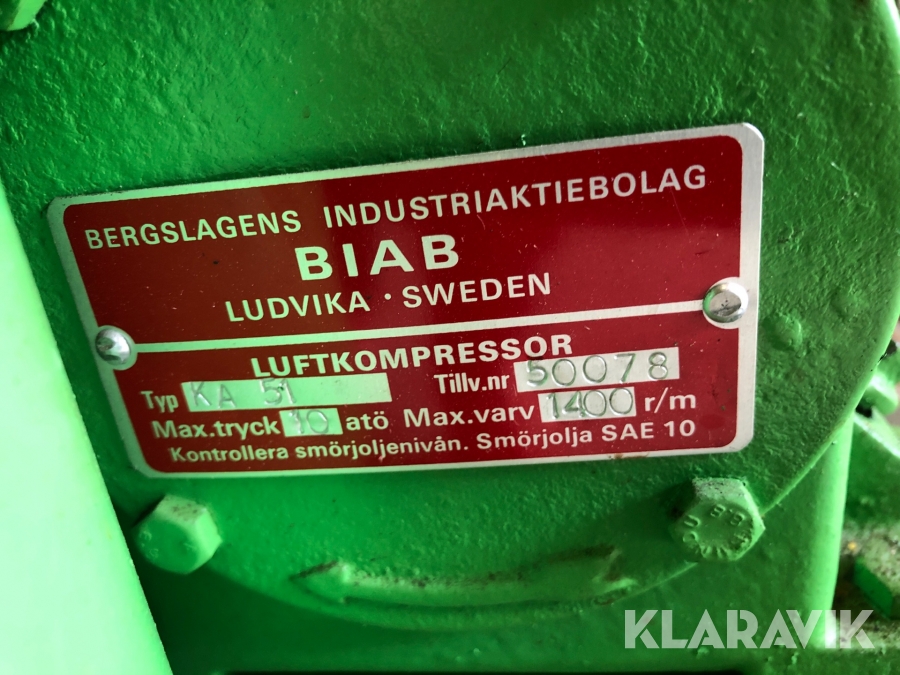 BERGSLAGENS INDUSTRIAKTIEBOLAG
BIAB
LUDVIKA · SWEDEN
LUFTKOMPRESSOR
Typ KA 51 Tillv.nr 50078
Max.tryck 10 atö Max.varv 1400 r/m
Kontrollera smörjoljenivån. Smörjolja SAE 10
KLARAVIK